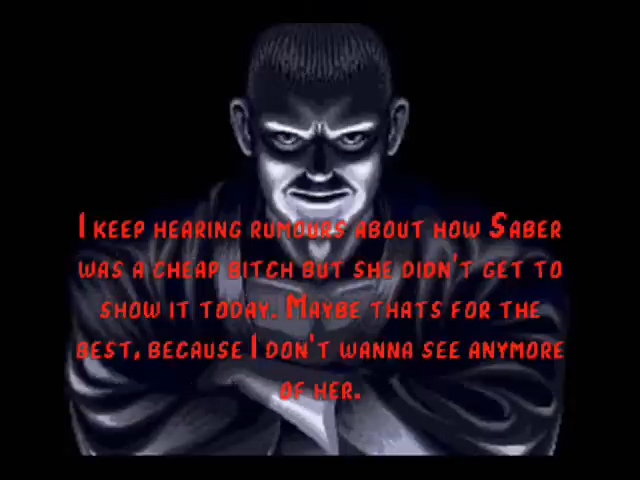 I KEEP HEARING RUMOURS ABOUT HOW SABER
WAS A CHEAP BITCH BUT SHE DIDN'T GET TO
SHOW IT TODAY. MAYBE THATS FOR THE
BEST, BECAUSE I DON'T WANNA SEE ANYMORE
OF HER.